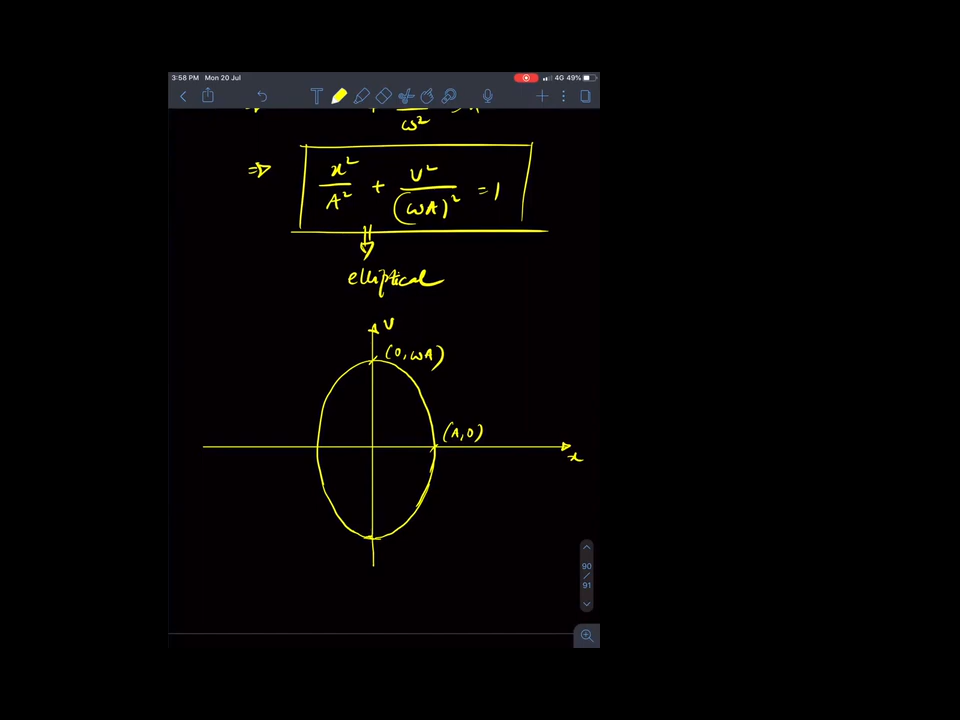 3:58 PM Mon 20 Jul
4G 49%
T
ω²
⇒ x²/A² + v²/(ωA)² = 1
⇓
elliptical
v
(0, ωA)
(A, 0)
x
90
/
91